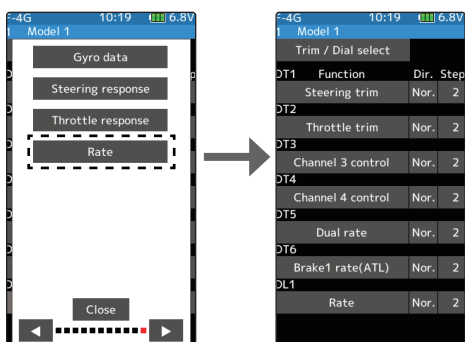 F-4G 10:19 6.8V
1 Model 1
Gyro data
Steering response
Throttle response
Rate
Close
F-4G 10:19 6.8V
1 Model 1
Trim / Dial select
DT1 Function Dir. Step
Steering trim Nor. 2
DT2
Throttle trim Nor. 2
DT3
Channel 3 control Nor. 2
DT4
Channel 4 control Nor. 2
DT5
Dual rate Nor. 2
DT6
Brake1 rate(ATL) Nor. 2
DL1
Rate Nor. 2